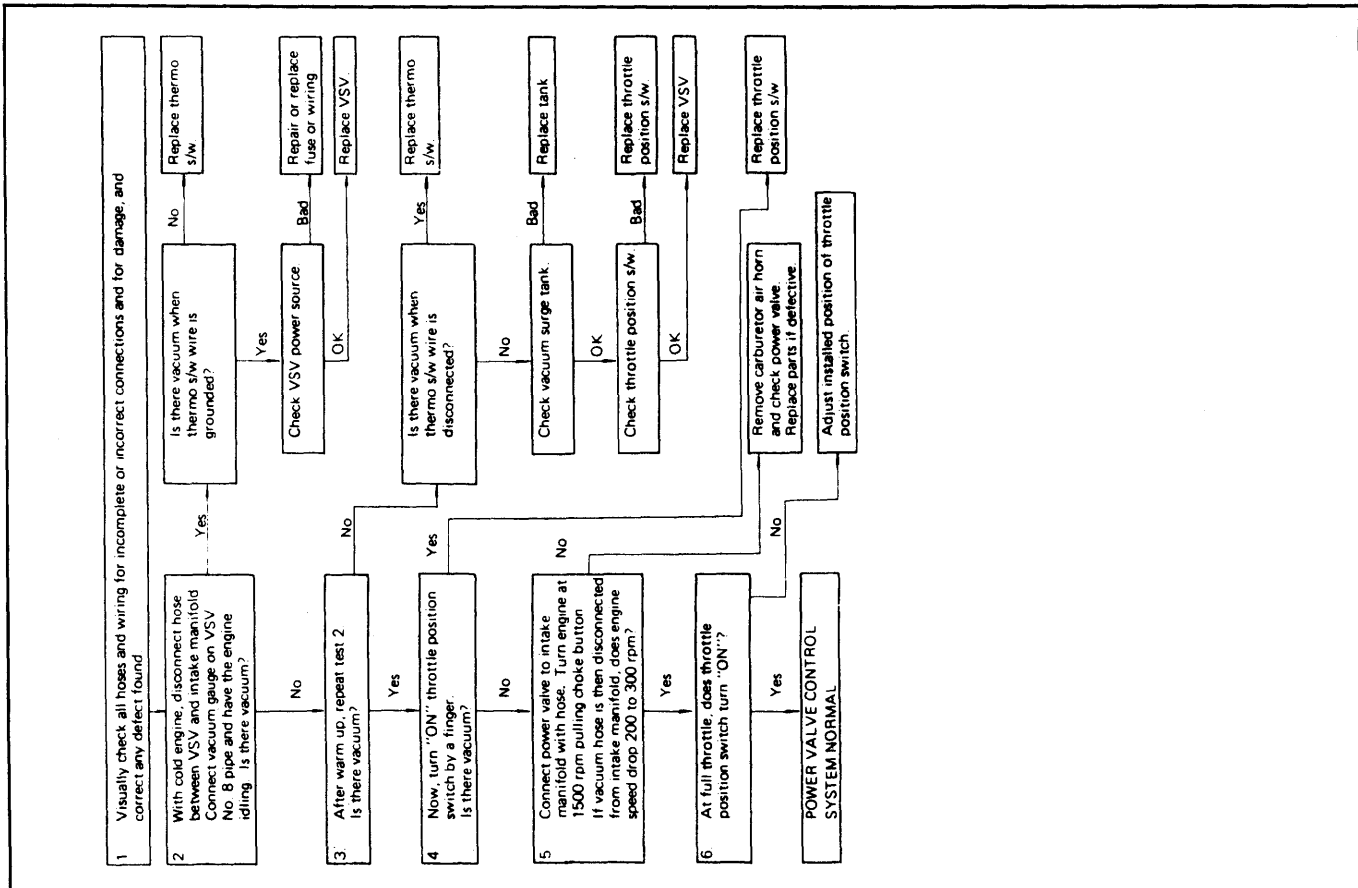 1 Visually check all hoses and wiring for incomplete or incorrect connections and for damage, and
correct any defect found
2 With cold engine, disconnect hose
between VSV and intake manifold
Connect vacuum gauge on VSV
No. 8 pipe and have the engine
idling. Is there vacuum?
Yes
Is there vacuum when
thermo s/w wire is
grounded?
No
Replace thermo
s/w.
Yes
Check VSV power source.
Bad
Repair or replace
fuse or wiring
OK
Replace VSV.
No
3. After warm up, repeat test 2
Is there vacuum?
No
Is there vacuum when
thermo s/w wire is
disconnected?
Yes
Replace thermo
s/w.
No
Check vacuum surge tank.
Bad
Replace tank
OK
Check throttle position s/w.
Bad
Replace throttle
position s/w
OK
Replace VSV
Yes
4 Now, turn "ON" throttle position
switch by a finger.
Is there vacuum?
Yes
Replace throttle
position s/w
No
5 Connect power valve to intake
manifold with hose. Turn engine at
1500 rpm pulling choke button
If vacuum hose is then disconnected
from intake manifold, does engine
speed drop 200 to 300 rpm?
No
Remove carburetor air horn
and check power valve.
Replace parts if defective.
Yes
6. At full throttle, does throttle
position switch turn "ON"?
No
Adjust installed position of throttle
position switch.
Yes
POWER VALVE CONTROL
SYSTEM NORMAL